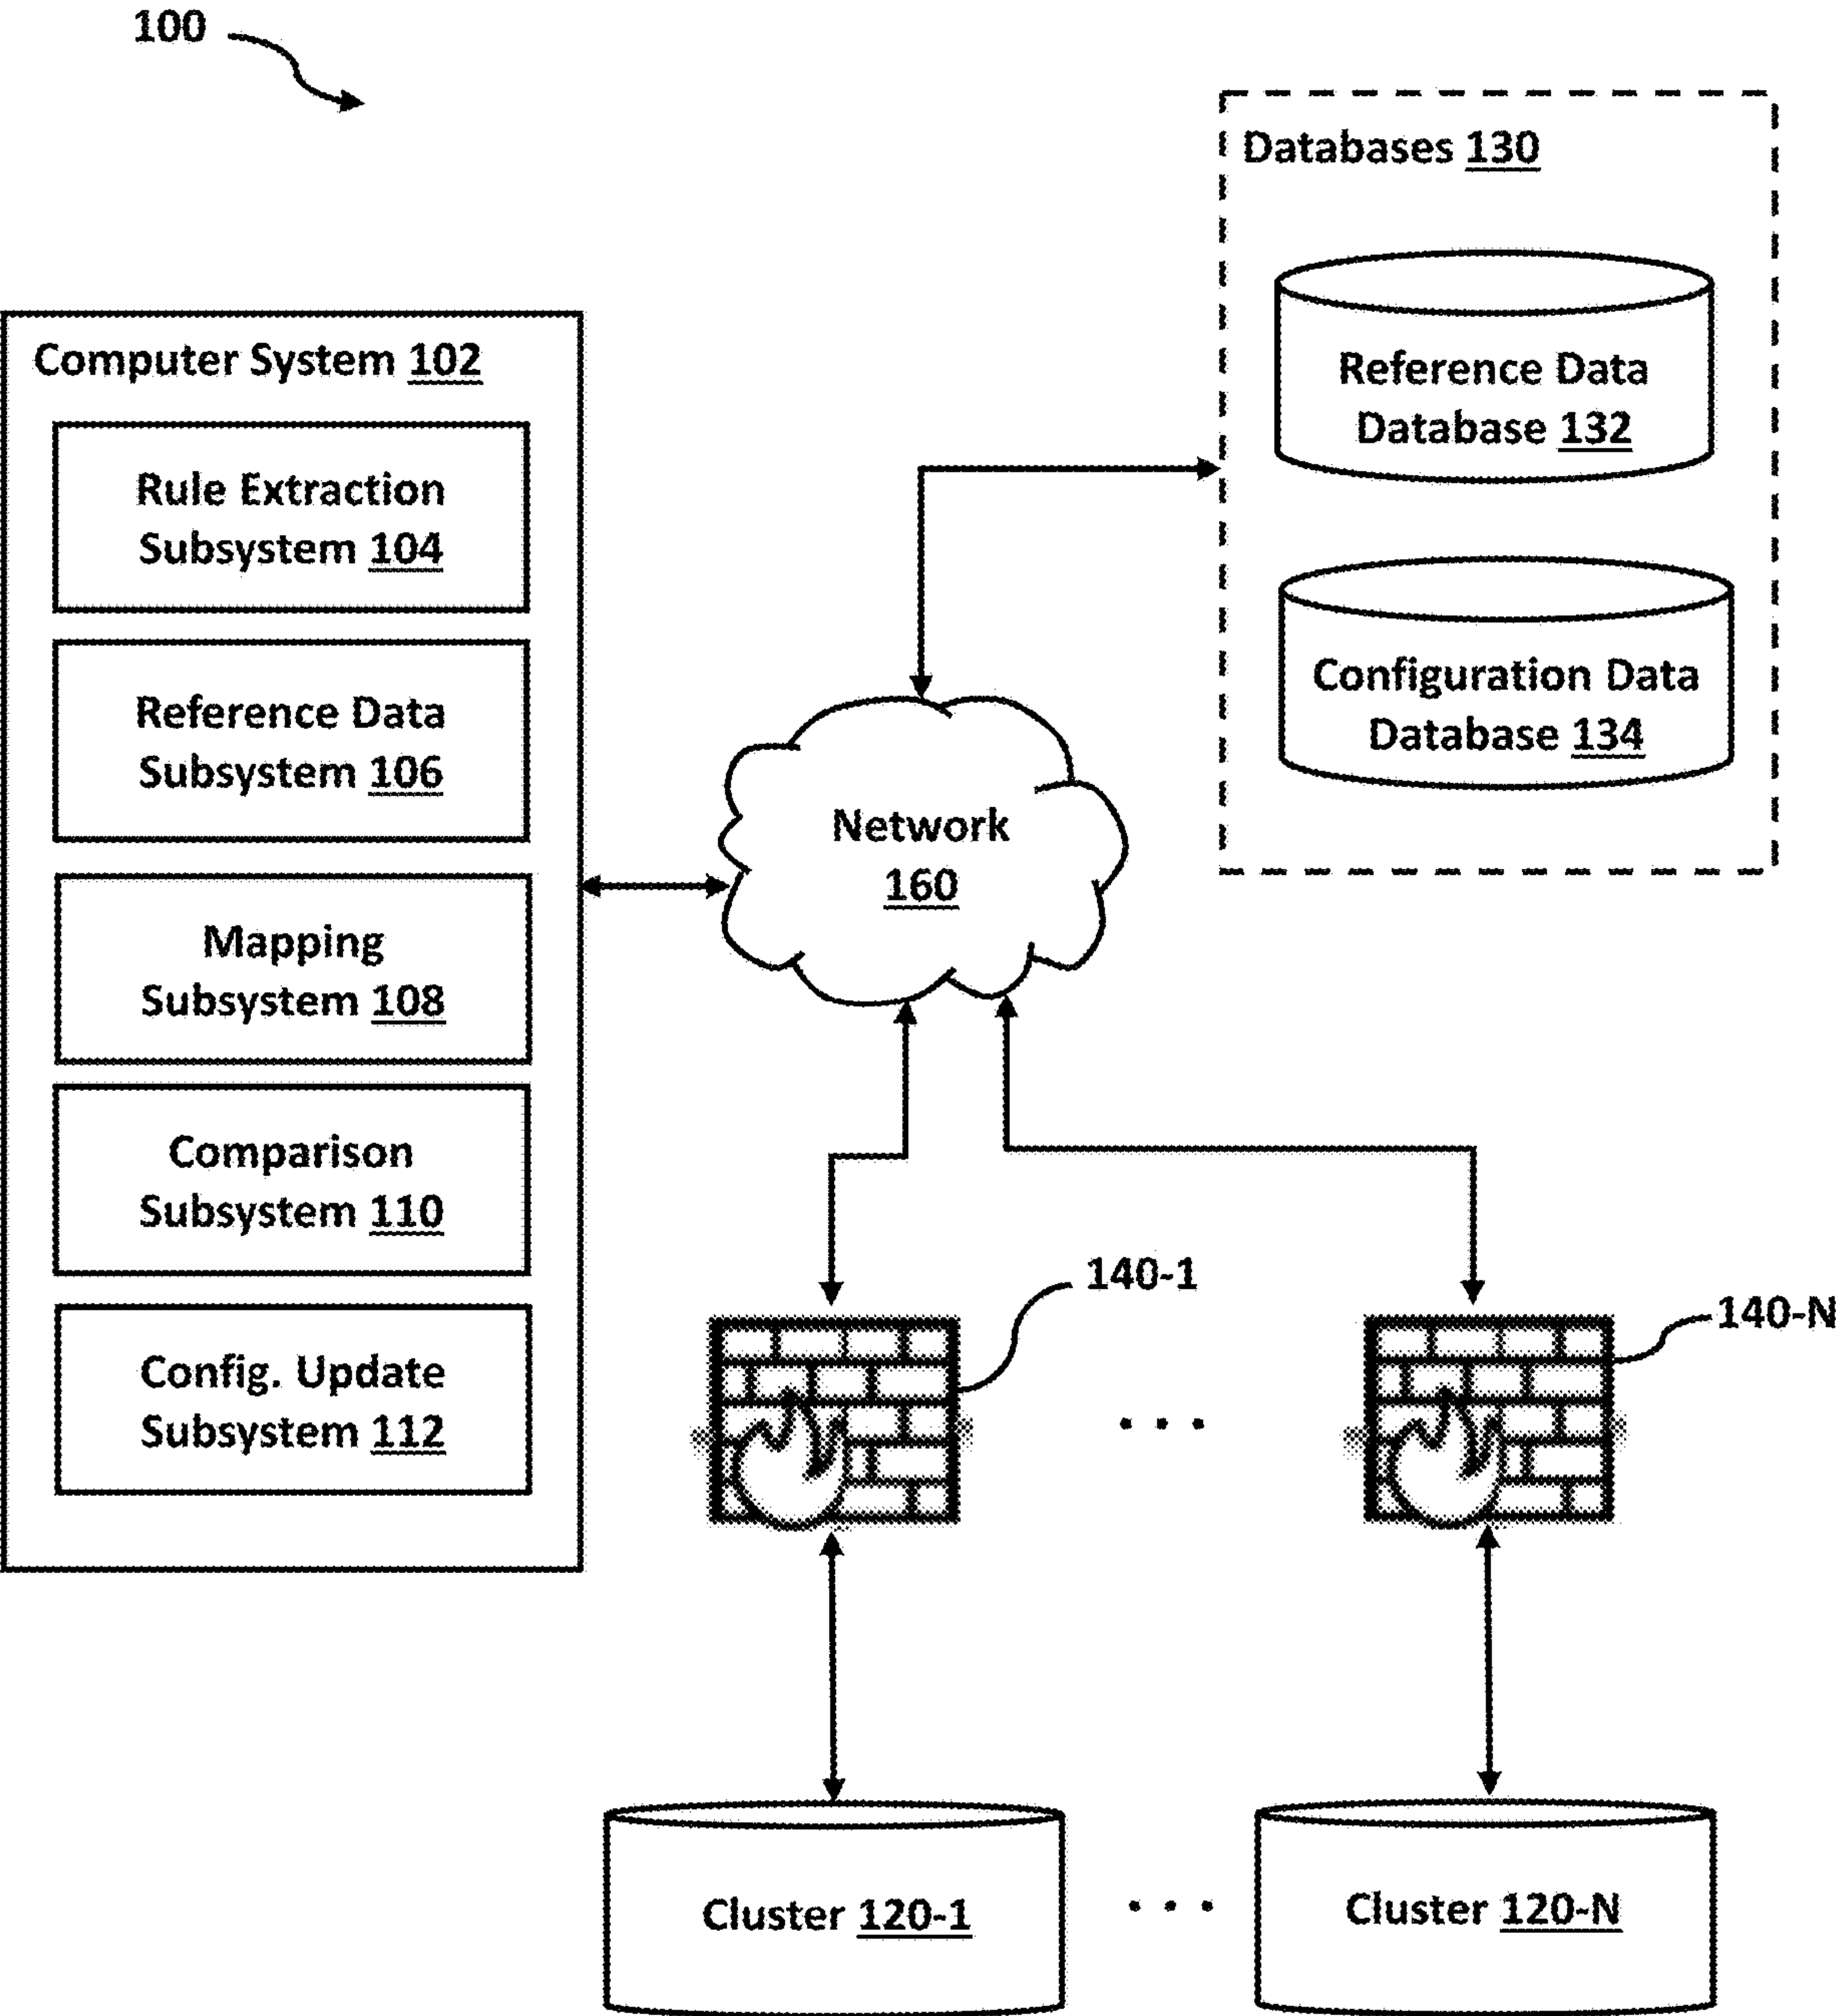 100
Databases 130
Reference Data
Database 132
Configuration Data
Database 134
Computer System 102
Rule Extraction
Subsystem 104
Reference Data
Subsystem 106
Mapping
Subsystem 108
Comparison
Subsystem 110
Config. Update
Subsystem 112
Network
160
140-1
140-N
. . .
Cluster 120-1
. . .
Cluster 120-N